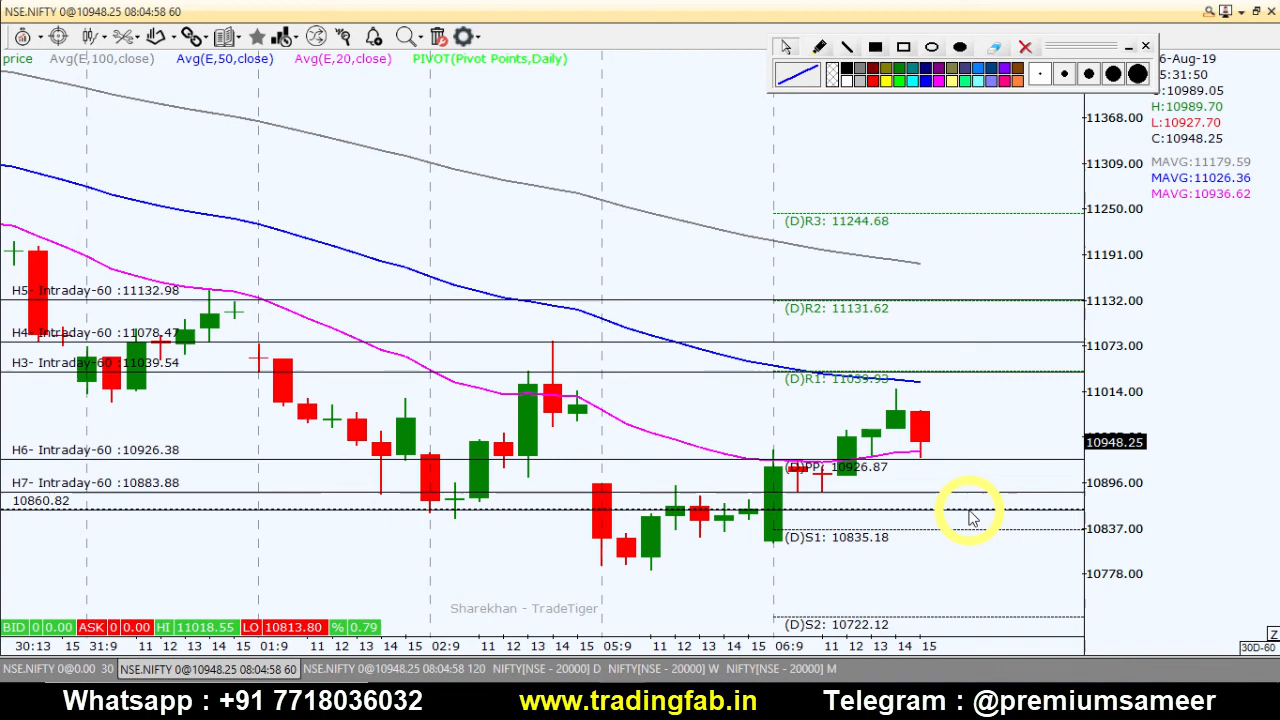 NSE.NIFTY 0@10948.25 08:04:58 60
price Avg(E,100,close) Avg(E,50,close) Avg(E,20,close) PIVOT(Pivot Points,Daily)
6-Aug-19
5:31:50
:10989.05
H:10989.70
L:10927.70
C:10948.25
MAVG:11179.59
MAVG:11026.36
MAVG:10936.62
11368.00
11309.00
11250.00
11191.00
11132.00
11073.00
11014.00
10948.25
10896.00
10837.00
10778.00
(D)R3: 11244.68
H5- Intraday-60 :11132.98
(D)R2: 11131.62
H4- Intraday-60 :11078.47
H3- Intraday-60 :11039.54
(D)R1: 11039.93
H6- Intraday-60 :10926.38
(D)PP: 10926.87
H7- Intraday-60 :10883.88
10860.82
(D)S1: 10835.18
Sharekhan - TradeTiger
(D)S2: 10722.12
BID 0 0.00 ASK 0 0.00 HI 11018.55 LO 10813.80 % 0.79
30:13 15 31:9 11 12 13 14 15 01:9 11 12 13 14 15 02:9 11 12 13 14 15 05:9 11 12 13 14 15 06:9 11 12 13 14 15
Z
30D-60
NSE.NIFTY 0@0.00 30 NSE.NIFTY 0@10948.25 08:04:58 60 NSE.NIFTY 0@10948.25 08:04:58 120 NIFTY[NSE - 20000] D NIFTY[NSE - 20000] W NIFTY[NSE - 20000] M
Whatsapp : +91 7718036032 www.tradingfab.in Telegram : @premiumsameer